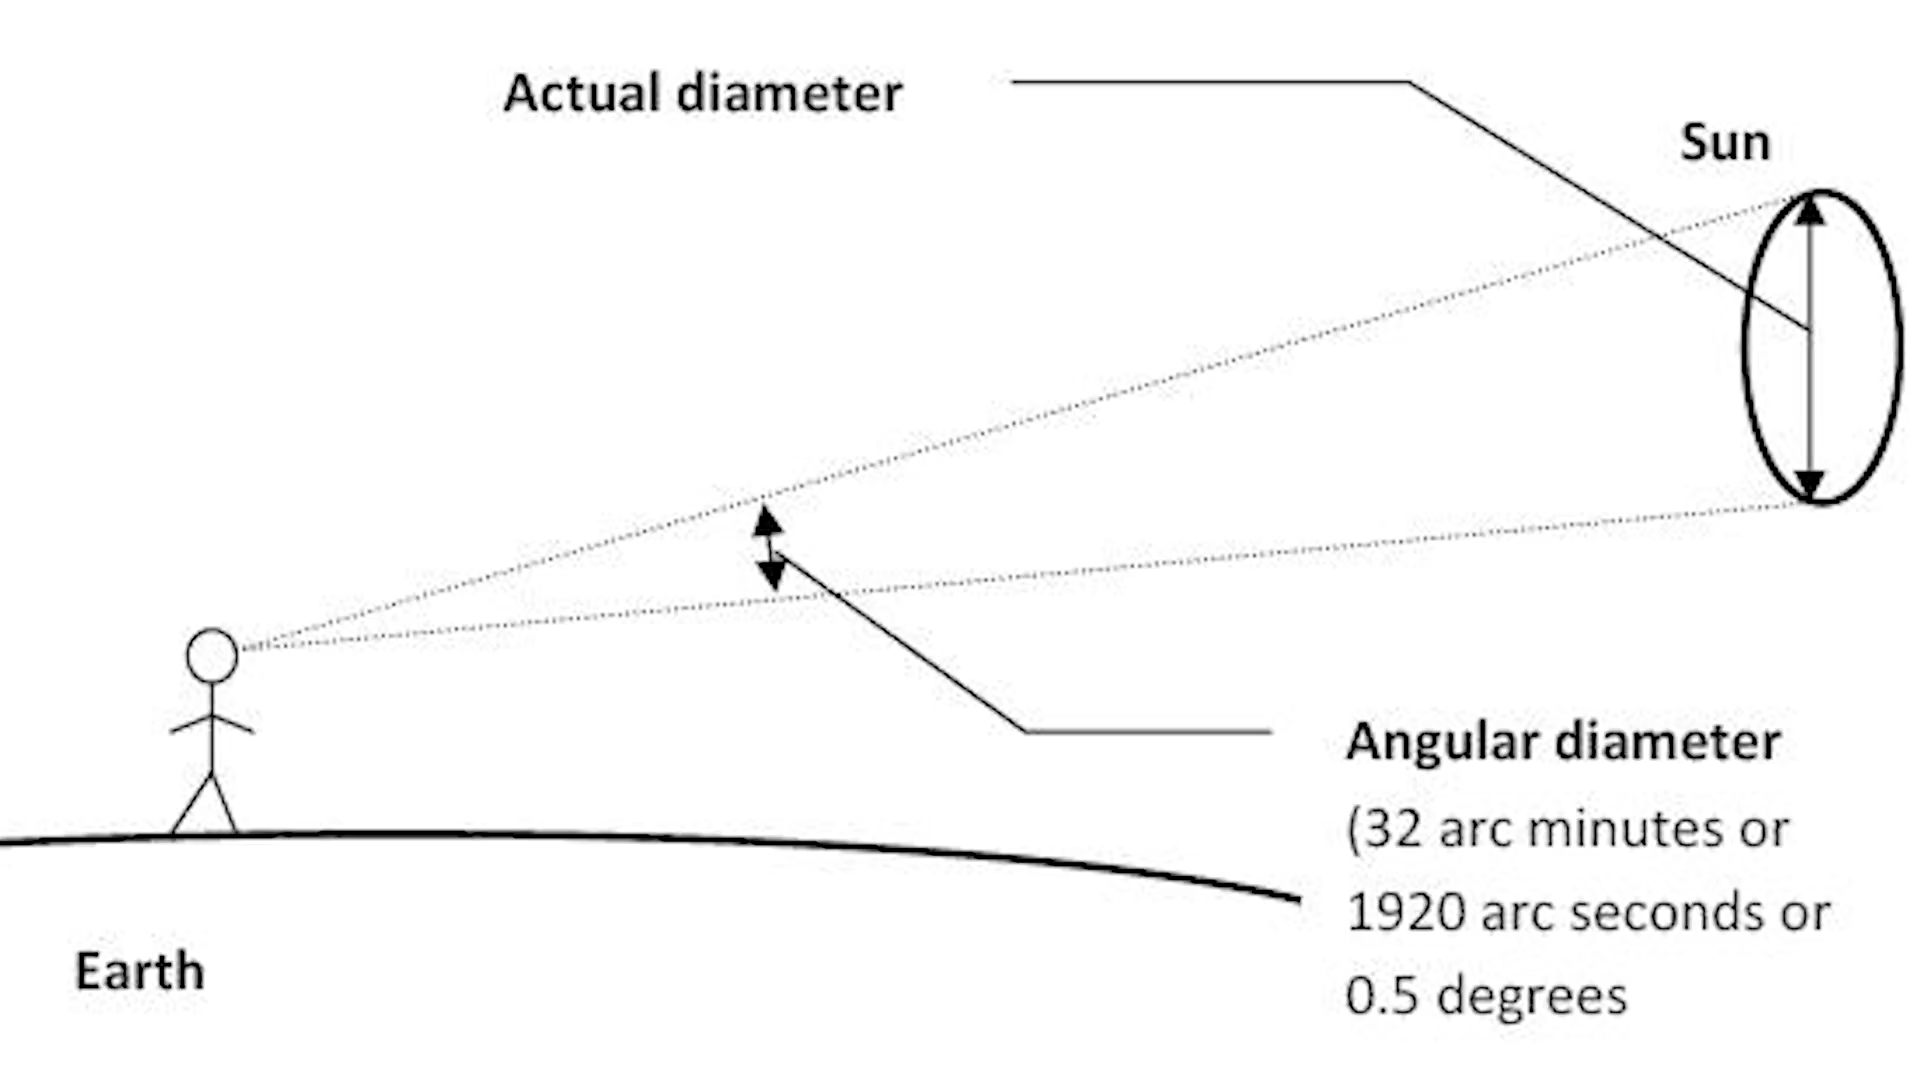 Actual diameter
Sun
Angular diameter
(32 arc minutes or
1920 arc seconds or
0.5 degrees
Earth